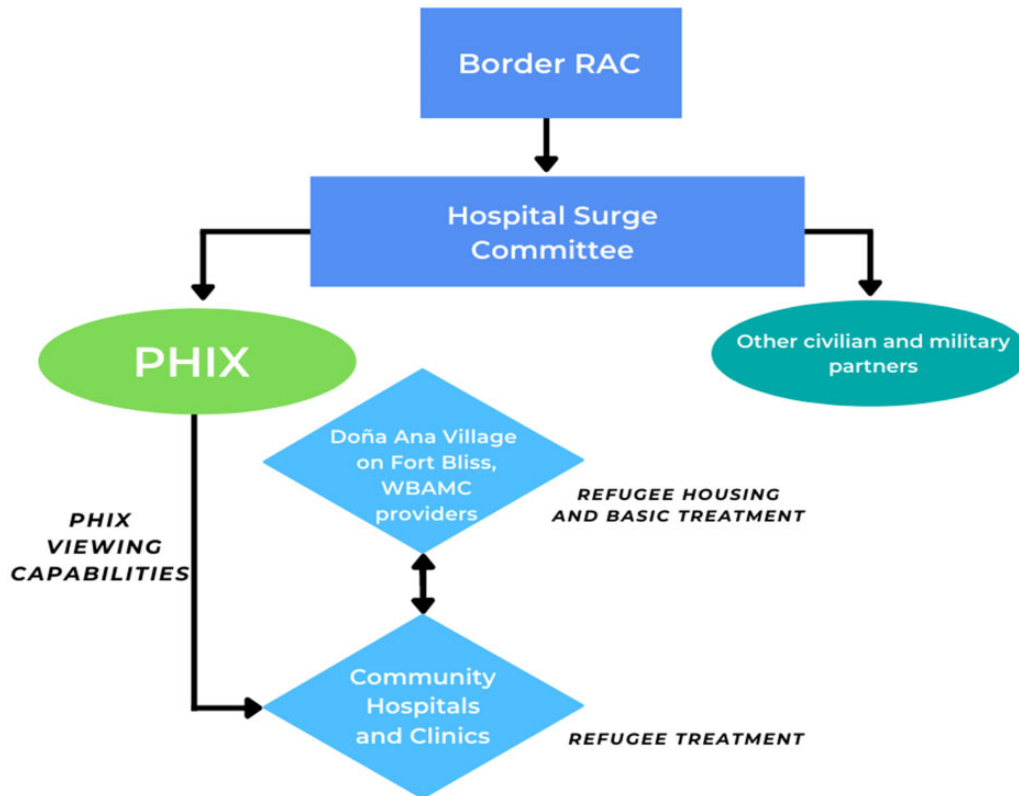 Border RAC
Hospital Surge
Committee
PHIX
Other civilian and military
partners
Doña Ana Village
on Fort Bliss,
WBAMC
providers
REFUGEE HOUSING
AND BASIC TREATMENT
PHIX
VIEWING
CAPABILITIES
Community
Hospitals
and Clinics
REFUGEE TREATMENT